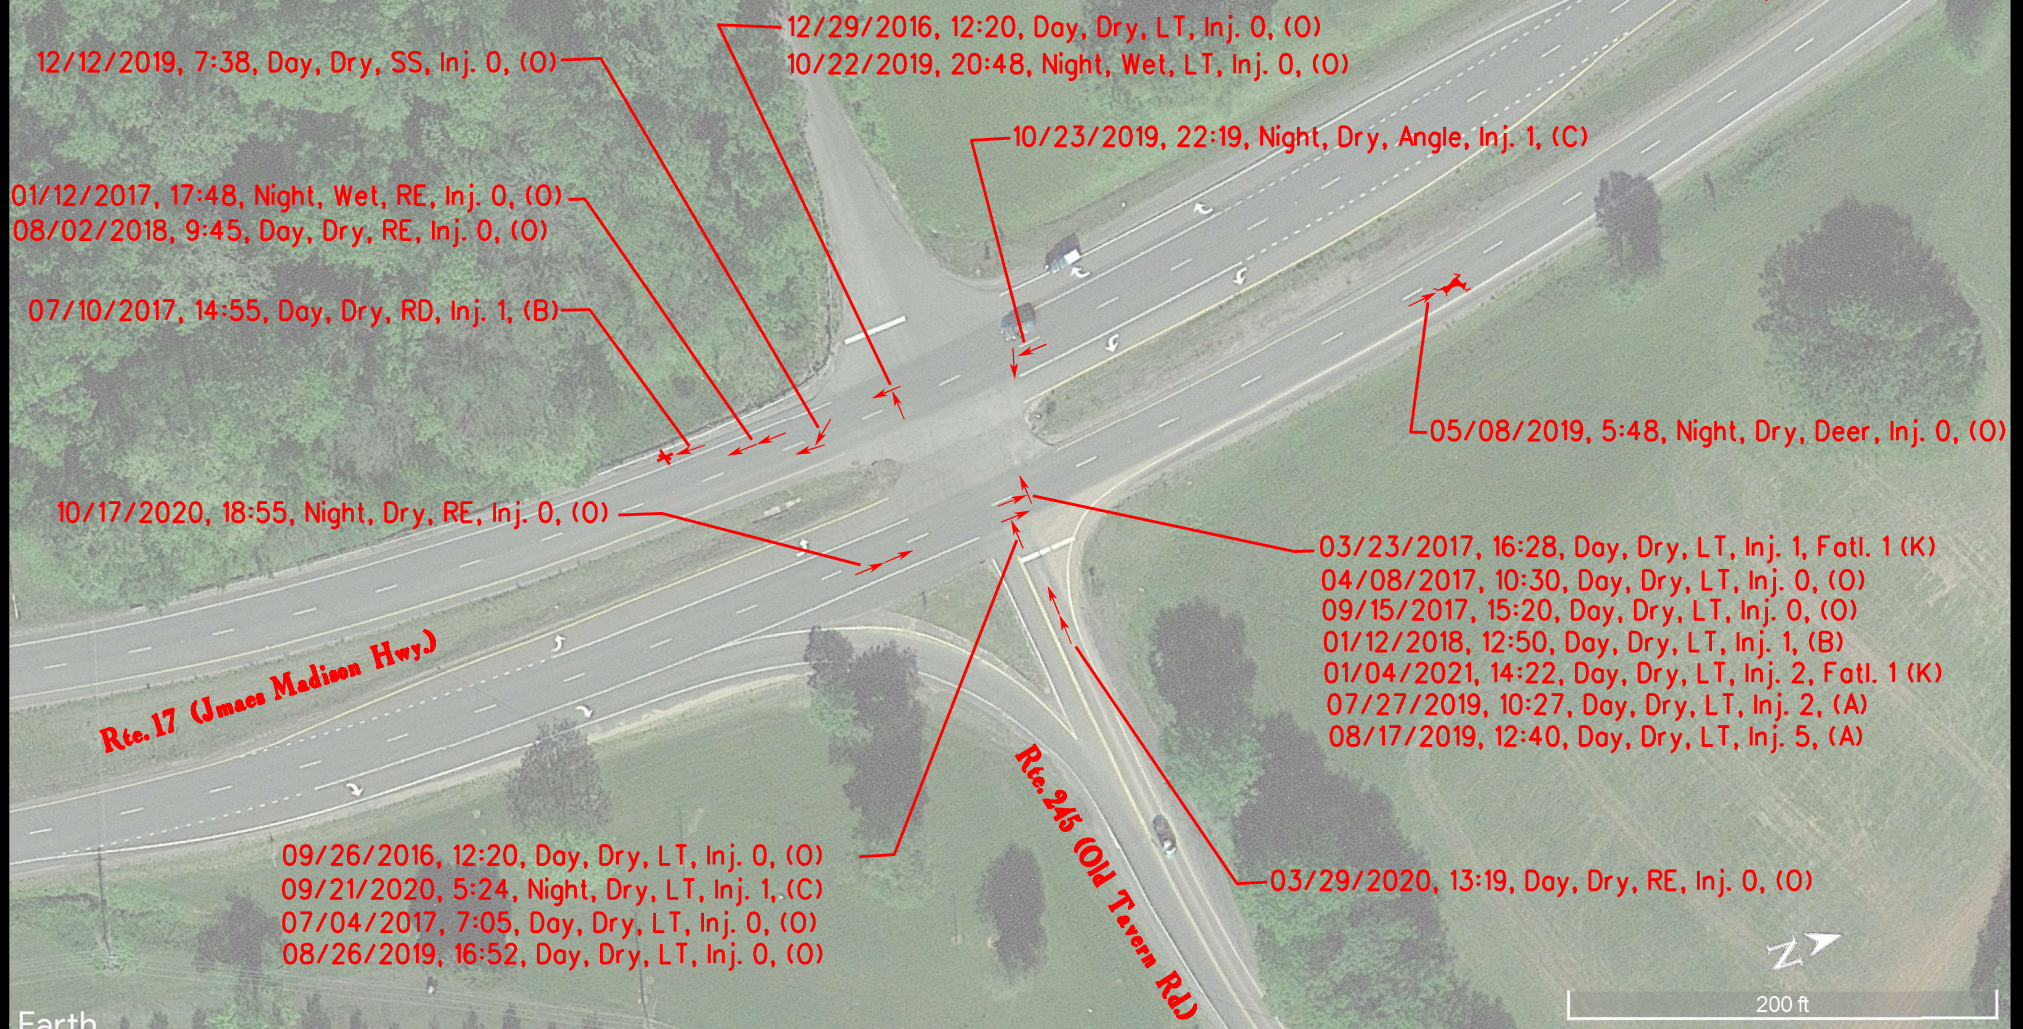 12/29/2016, 12:20, Day, Dry, LT, Inj. 0, (O)
10/22/2019, 20:48, Night, Wet, LT, Inj. 0, (O)
12/12/2019, 7:38, Day, Dry, SS, Inj. 0, (O)
10/23/2019, 22:19, Night, Dry, Angle, Inj. 1, (C)
01/12/2017, 17:48, Night, Wet, RE, Inj. 0, (O)
08/02/2018, 9:45, Day, Dry, RE, Inj. 0, (O)
07/10/2017, 14:55, Day, Dry, RD, Inj. 1, (B)
05/08/2019, 5:48, Night, Dry, Deer, Inj. 0, (O)
10/17/2020, 18:55, Night, Dry, RE, Inj. 0, (O)
03/23/2017, 16:28, Day, Dry, LT, Inj. 1, Fatl. 1 (K)
04/08/2017, 10:30, Day, Dry, LT, Inj. 0, (O)
09/15/2017, 15:20, Day, Dry, LT, Inj. 0, (O)
01/12/2018, 12:50, Day, Dry, LT, Inj. 1, (B)
01/04/2021, 14:22, Day, Dry, LT, Inj. 2, Fatl. 1 (K)
07/27/2019, 10:27, Day, Dry, LT, Inj. 2, (A)
08/17/2019, 12:40, Day, Dry, LT, Inj. 5, (A)
Rte. 17 (Jmaes Madison Hwy.)
Rte. 245 (Old Tavern Rd.)
09/26/2016, 12:20, Day, Dry, LT, Inj. 0, (O)
09/21/2020, 5:24, Night, Dry, LT, Inj. 1, (C)
07/04/2017, 7:05, Day, Dry, LT, Inj. 0, (O)
08/26/2019, 16:52, Day, Dry, LT, Inj. 0, (O)
03/29/2020, 13:19, Day, Dry, RE, Inj. 0, (O)
N
200 ft
Earth